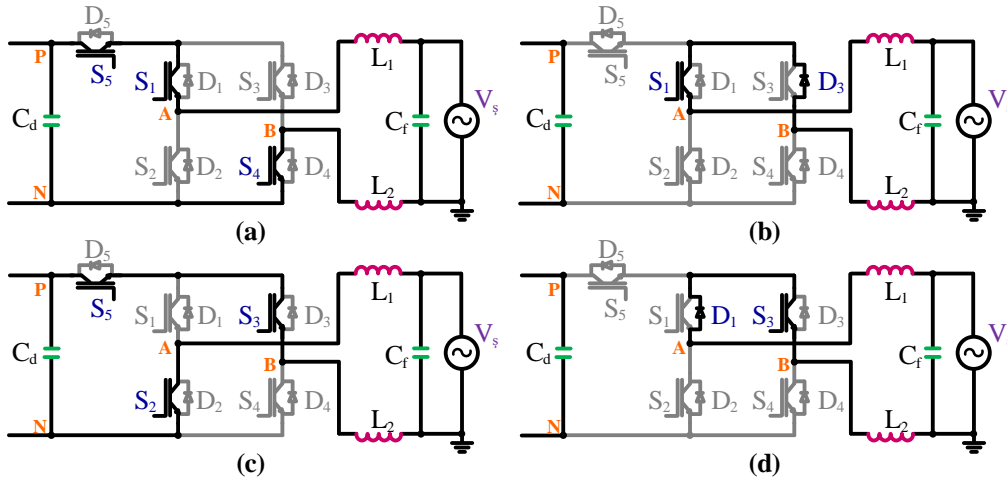 D5
P
S5
S1
D1
S3
D3
L1
A
Cd
B
Cf
Vs
S2
D2
S4
D4
N
L2
(a)
D5
P
S5
S1
D1
S3
D3
L1
A
Cd
B
Cf
V
S2
D2
S4
D4
N
L2
(b)
D5
P
S5
S1
D1
S3
D3
L1
A
Cd
B
Cf
Vs
S2
D2
S4
D4
N
L2
(c)
D5
P
S5
S1
D1
S3
D3
L1
A
Cd
B
Cf
V
S2
D2
S4
D4
N
L2
(d)